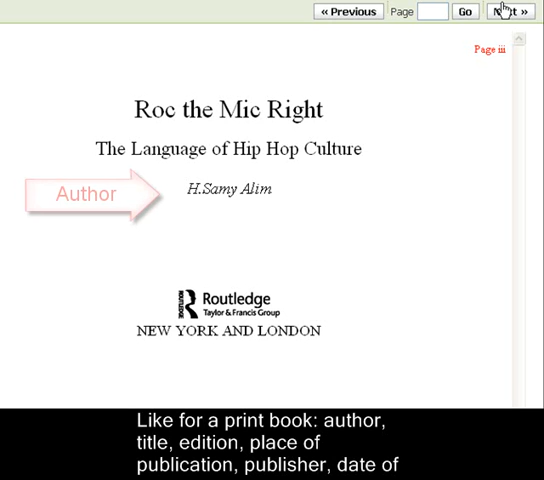 « Previous Page Go Next »
Page iii
Roc the Mic Right
The Language of Hip Hop Culture
Author
H.Samy Alim
ROUTLEDGE
Routledge
Taylor & Francis Group
NEW YORK AND LONDON
Like for a print book: author,
title, edition, place of
publication, publisher, date of